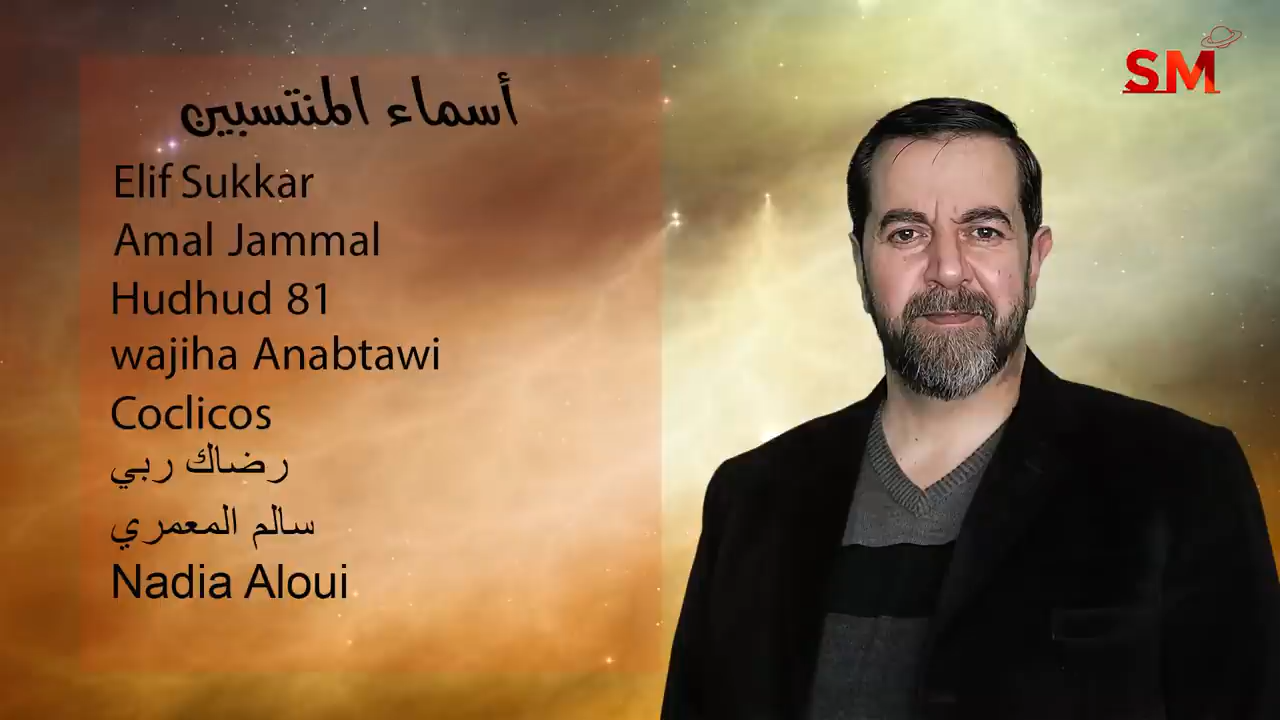 SM
أسماء المنتسبين
Elif Sukkar
Amal Jammal
Hudhud 81
wajiha Anabtawi
Coclicos
رضاك ربي
سالم المعمري
Nadia Aloui